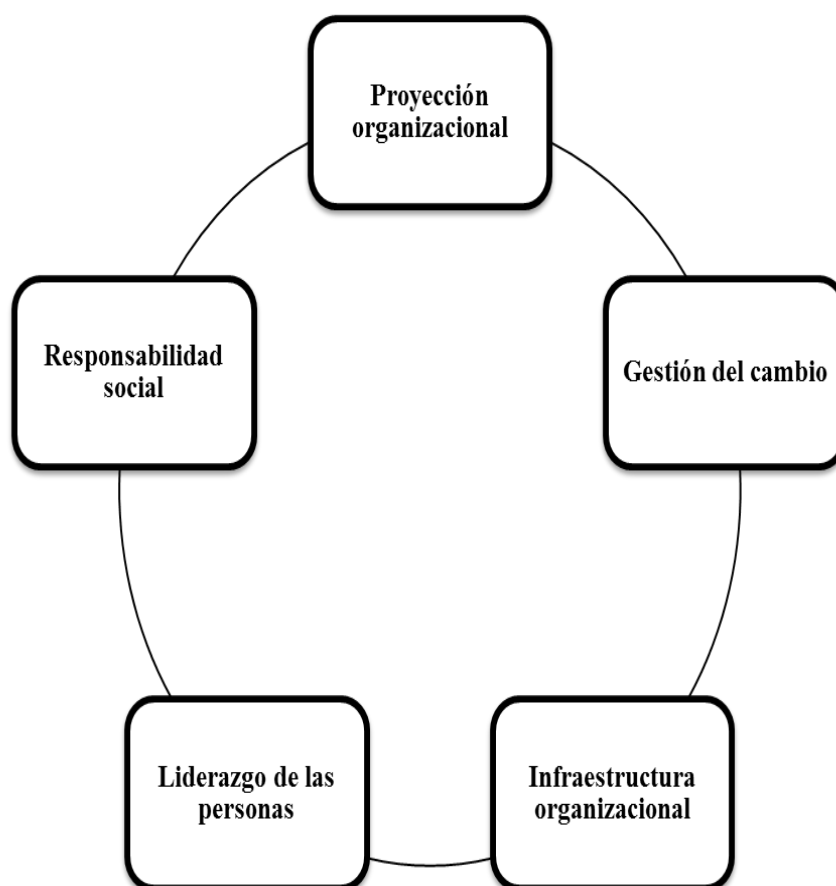 Proyección
organizacional
Responsabilidad
social
Gestión del cambio
Liderazgo de las
personas
Infraestructura
organizacional